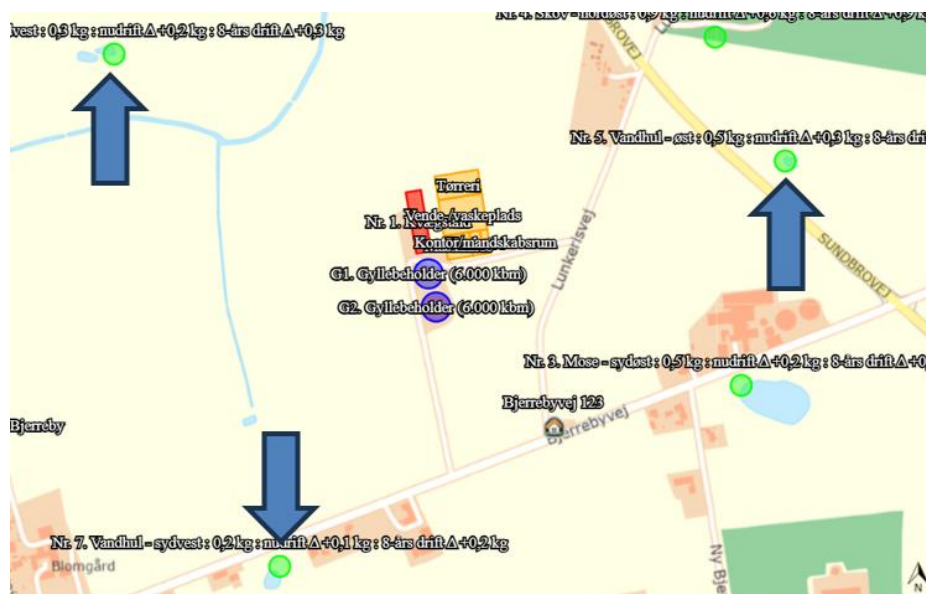 Nr. 4. Skov - nordøst : 0,9 kg : nudrift Δ +0,6 kg : 8-års drift Δ +0,9 k
dvest : 0,3 kg : nudrift Δ +0,2 kg : 8-års drift Δ +0,3 kg
SUNDBROVEJ
Nr. 5. Vandhul - øst : 0,5 kg : nudrift Δ +0,3 kg : 8-års drif
Tørreri
Vende-/vaskeplads
Nr. 1. Kvægstald
Kontor/mandskabsrum
Lunkerisvej
SUNDBROVEJ
G1. Gyllebeholder (6.000 kbm)
G2. Gyllebeholder (6.000 kbm)
Nr. 3. Mose - sydøst : 0,5 kg : nudrift Δ +0,2 kg : 8-års drift Δ +0,
Bjerrebyvej 123
Bjerreby
Bjerrebyvej
Nr. 7. Vandhul - sydvest : 0,2 kg : nudrift Δ +0,1 kg : 8-års drift Δ +0,2 kg
Blomgård
Ny Bje
N